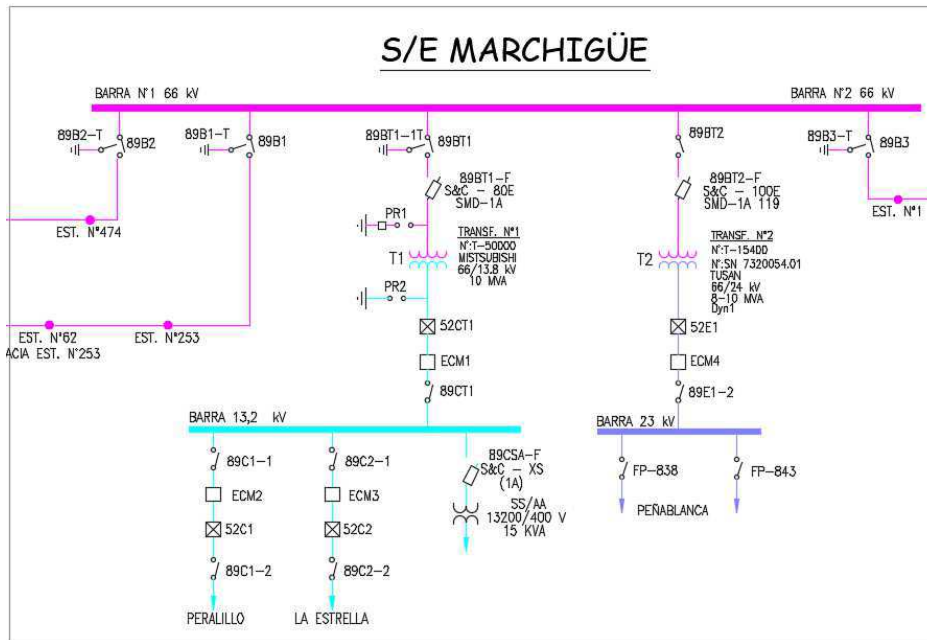 S/E MARCHIGÜE
BARRA N°1 66 kV
BARRA N°2 66 kV
89B2-T
89B2
89B1-T
89B1
89BT1-1T
89BT1
89BT2
89B3-T
89B3
89BT1-F
S&C - 80E
SMD-1A
89BT2-F
S&C - 100E
SMD-1A 119
EST. N°474
EST. N°1
PR1
TRANSF. N°1
N°:T-50000
MISTSUBISHI
66/13.8 kV
10 MVA
T1
TRANSF. N°2
N°:T-154DD
N°:SN 7320054.01
TUSAN
66/24 kV
8-10 MVA
Dyn1
T2
PR2
EST. N°62
EST. N°253
ACIA EST. N°253
52CT1
52E1
ECM1
ECM4
89CT1
89E1-2
BARRA 13,2 kV
BARRA 23 kV
89C1-1
89C2-1
89CSA-F
S&C - XS
(1A)
FP-838
FP-843
ECM2
ECM3
SS/AA
13200/400 V
15 KVA
PEÑABLANCA
52C1
52C2
89C1-2
89C2-2
PERALILLO
LA ESTRELLA